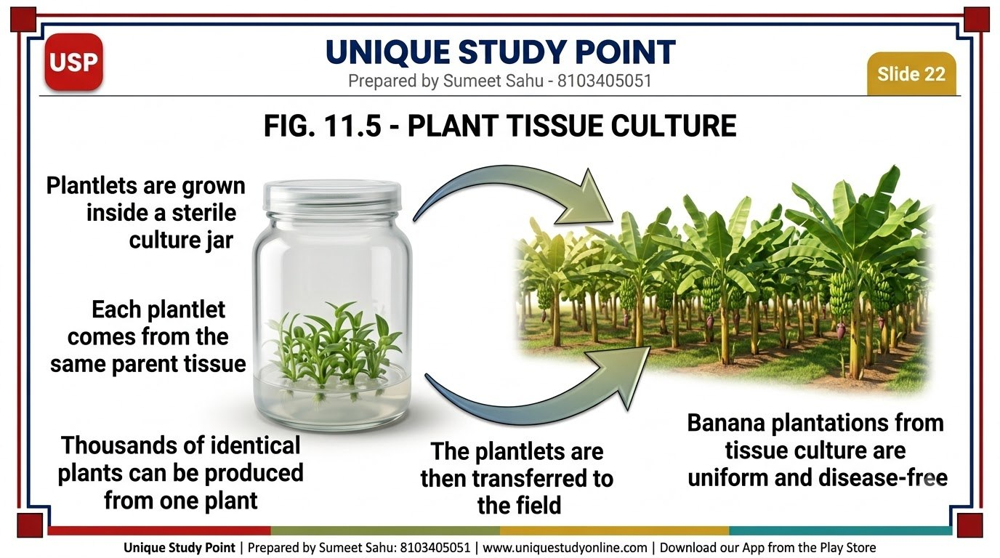 USP
UNIQUE STUDY POINT
Prepared by Sumeet Sahu - 8103405051
Slide 22
FIG. 11.5 - PLANT TISSUE CULTURE
Plantlets are grown
inside a sterile
culture jar
Each plantlet
comes from the
same parent tissue
Thousands of identical
plants can be produced
from one plant
The plantlets are
then transferred to
the field
Banana plantations from
tissue culture are
uniform and disease-free
Unique Study Point | Prepared by Sumeet Sahu: 8103405051 | www.uniquestudyonline.com | Download our App from the Play Store